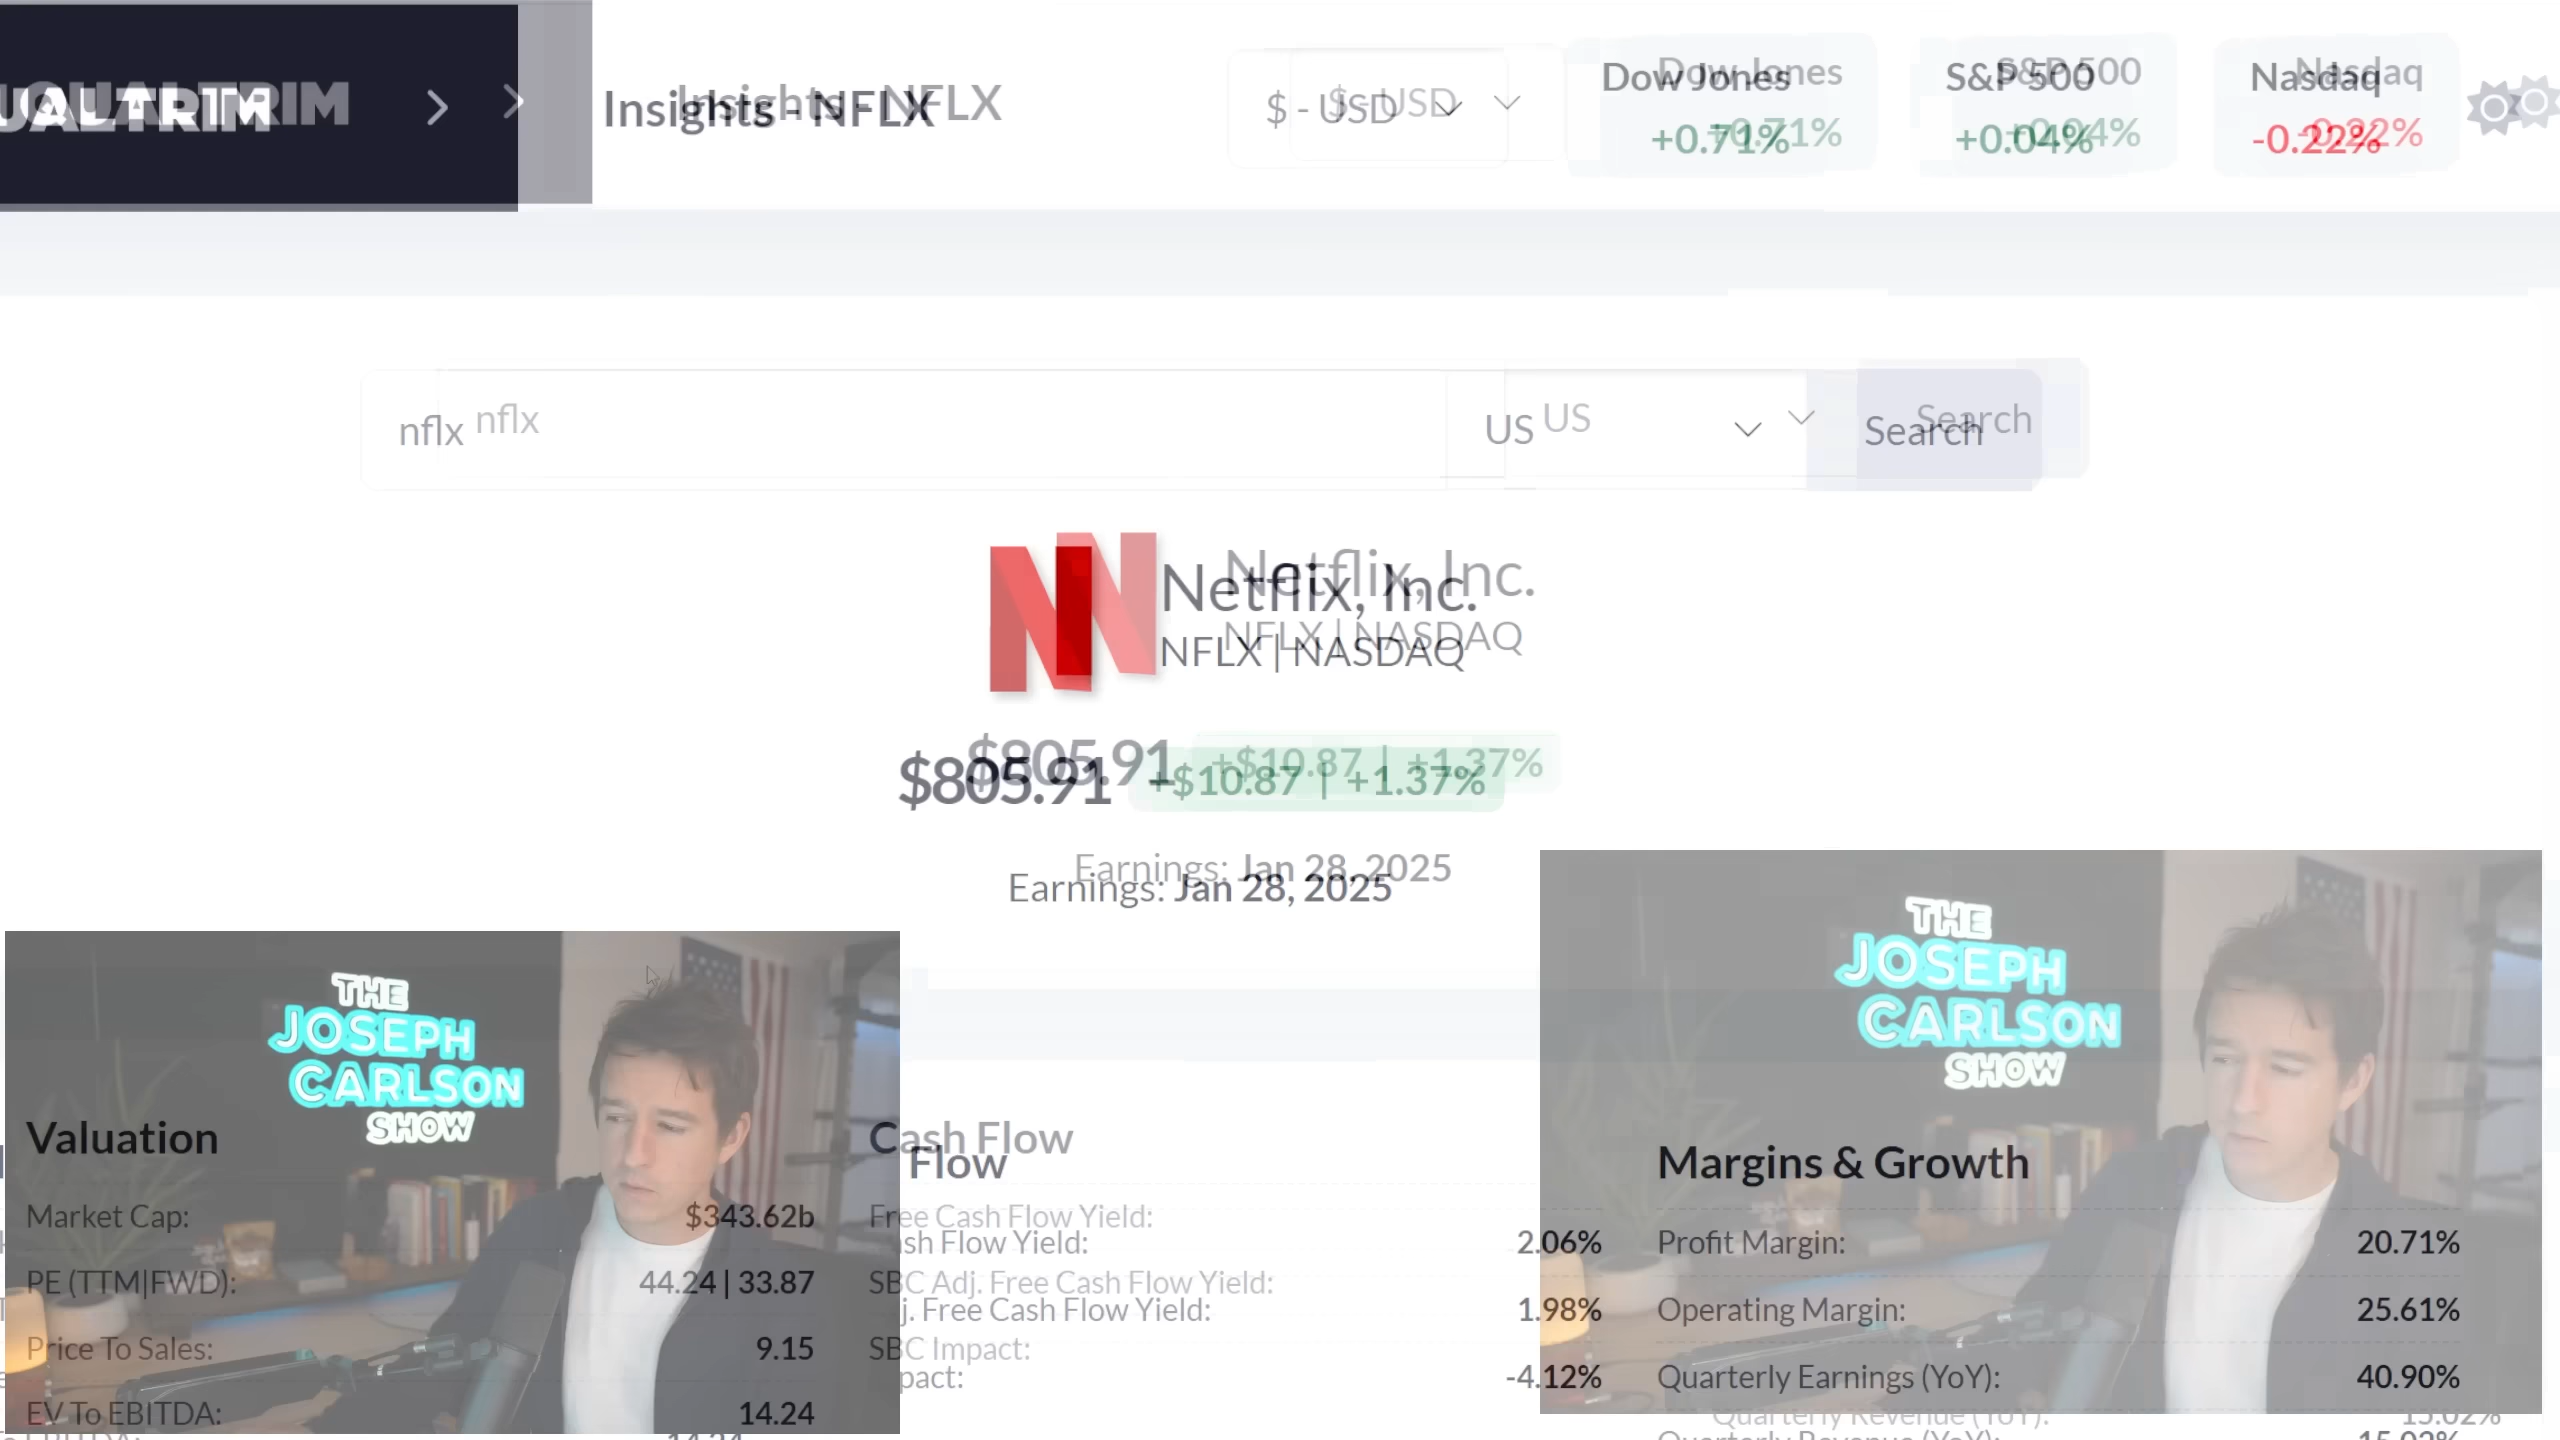 QUALTRIM
Insights - NFLX
$ - USD
Dow Jones
+0.71%
S&P 500
+0.04%
Nasdaq
-0.22%
nflx
US
Search
Netflix, Inc.
NFLX | NASDAQ
$805.91
+$10.87 | +1.37%
Earnings: Jan 28, 2025
THE
JOSEPH
CARLSON
SHOW
THE
JOSEPH
CARLSON
SHOW
Valuation
Market Cap: $343.62b
PE (TTM|FWD): 44.24 | 33.87
Price To Sales: 9.15
EV To EBITDA: 14.24
Cash Flow
Free Cash Flow Yield: 2.06%
SBC Adj. Free Cash Flow Yield: 1.98%
SBC Impact: -4.12%
Margins & Growth
Profit Margin: 20.71%
Operating Margin: 25.61%
Quarterly Earnings (YoY): 40.90%
Quarterly Revenue (YoY): 15.02%